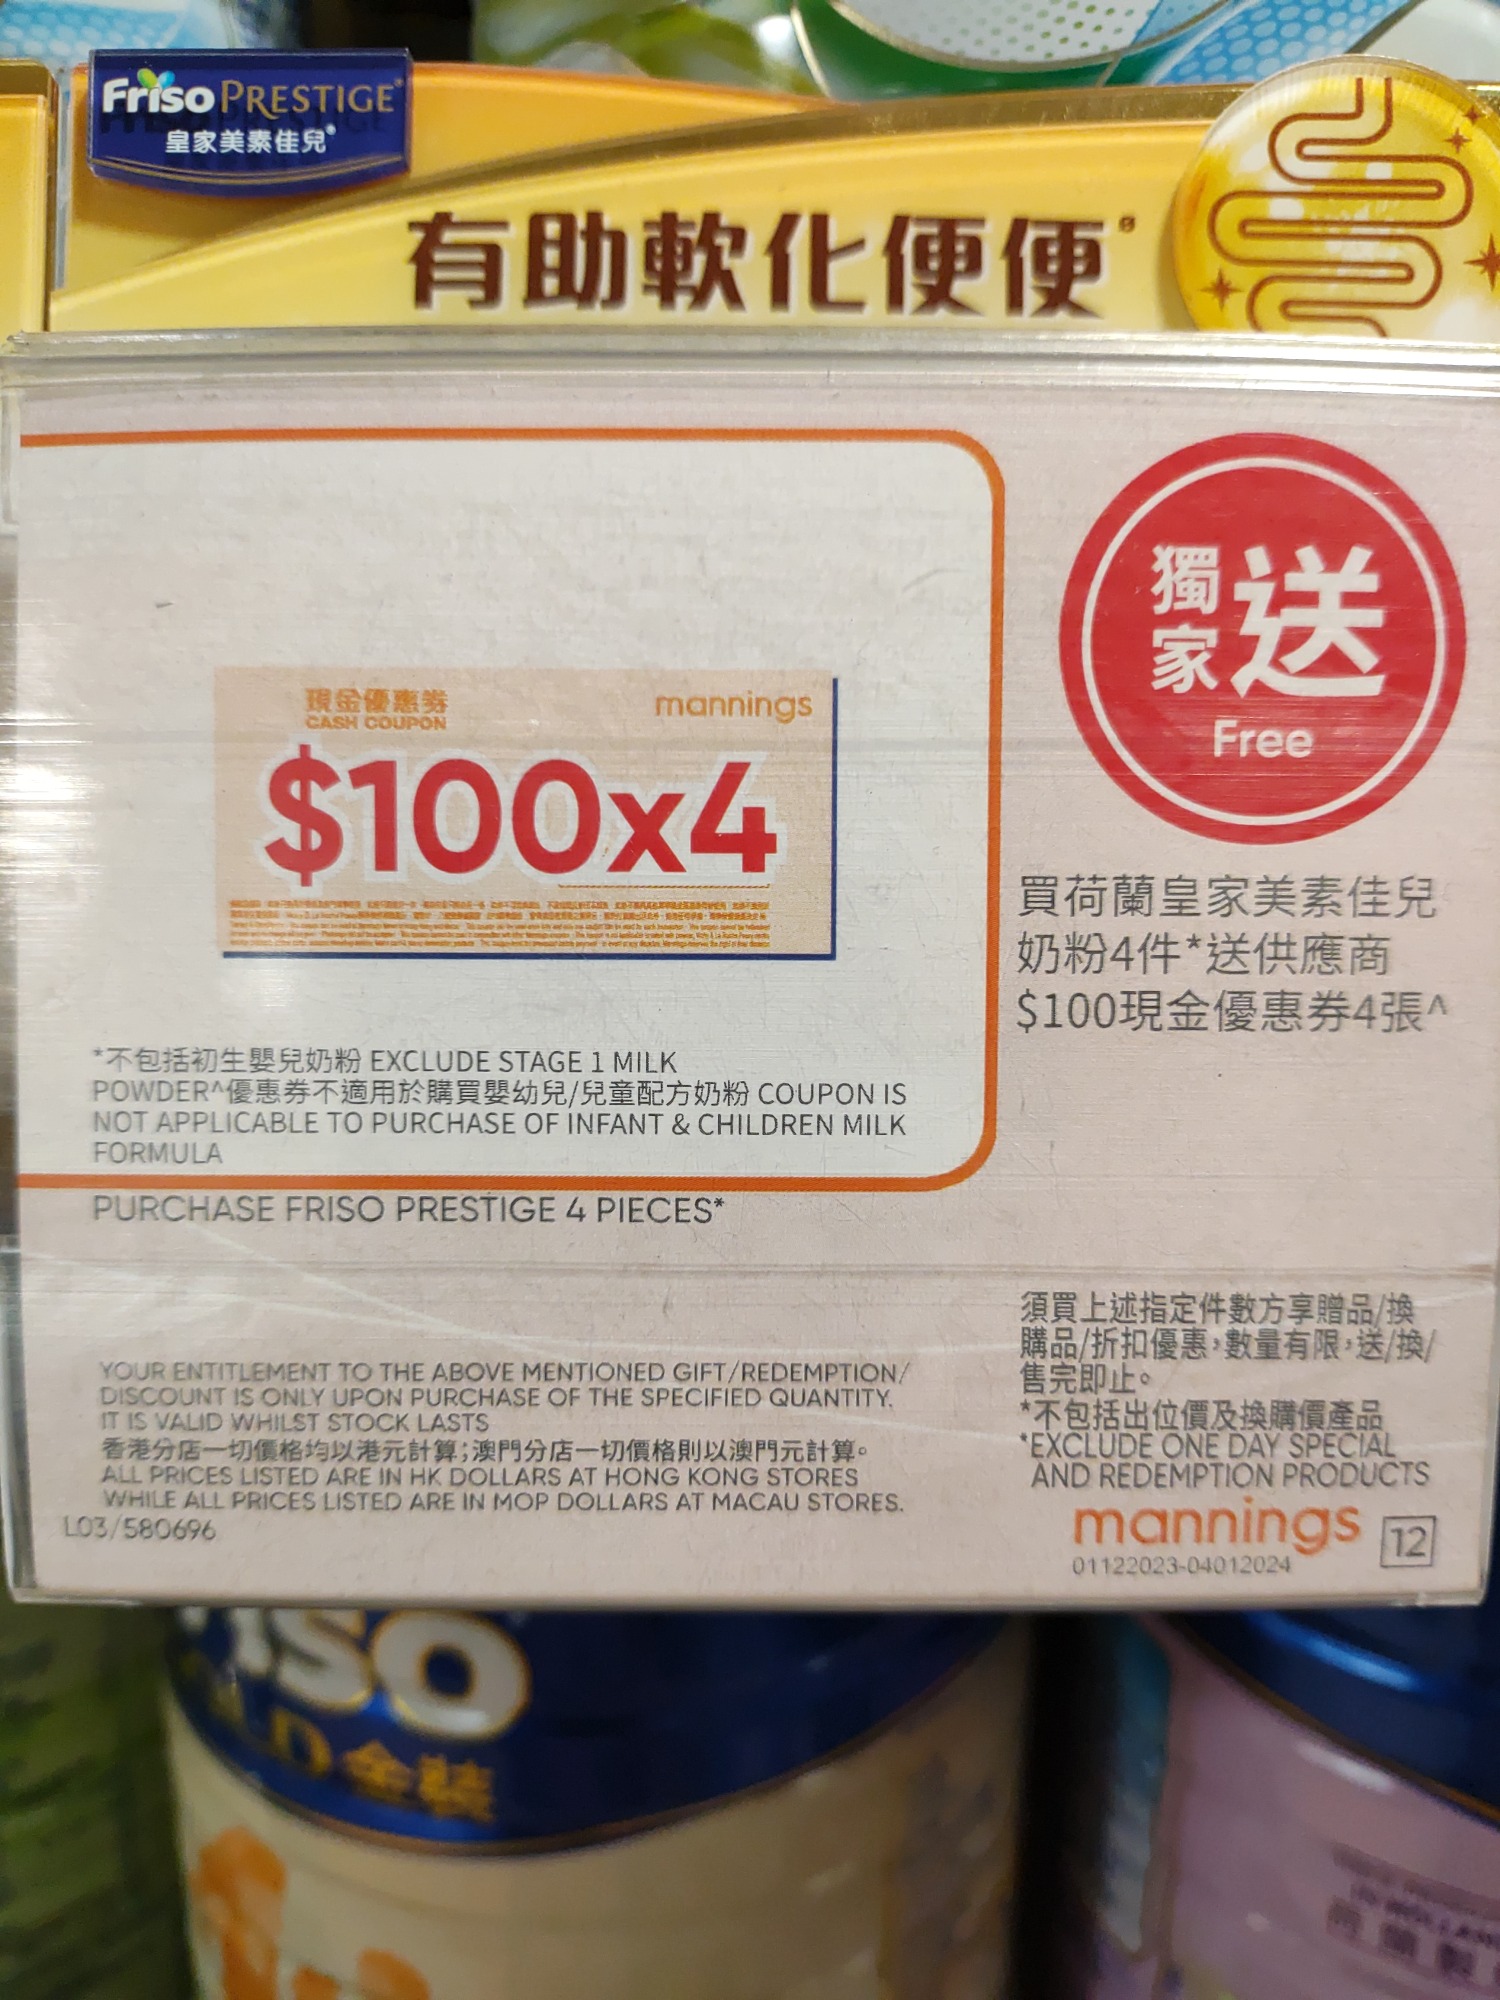 Friso PRESTIGE®
皇家美素佳兒®
有助軟化便便
獨家送
Free
現金優惠券
CASH COUPON
mannings
$100x4
買荷蘭皇家美素佳兒
奶粉4件*送供應商
$100現金優惠券4張^
*不包括初生嬰兒奶粉 EXCLUDE STAGE 1 MILK
POWDER^優惠券不適用於購買嬰幼兒/兒童配方奶粉 COUPON IS
NOT APPLICABLE TO PURCHASE OF INFANT & CHILDREN MILK
FORMULA
PURCHASE FRISO PRESTIGE 4 PIECES*
須買上述指定件數方享贈品/換
購品/折扣優惠，數量有限，送/換/
售完即止。
*不包括出位價及換購價產品
*EXCLUDE ONE DAY SPECIAL
AND REDEMPTION PRODUCTS
YOUR ENTITLEMENT TO THE ABOVE MENTIONED GIFT/REDEMPTION/
DISCOUNT IS ONLY UPON PURCHASE OF THE SPECIFIED QUANTITY.
IT IS VALID WHILST STOCK LASTS
香港分店一切價格均以港元計算；澳門分店一切價格則以澳門元計算。
ALL PRICES LISTED ARE IN HK DOLLARS AT HONG KONG STORES
WHILE ALL PRICES LISTED ARE IN MOP DOLLARS AT MACAU STORES.
L03/580696
mannings
12
01122023-04012024
金裝